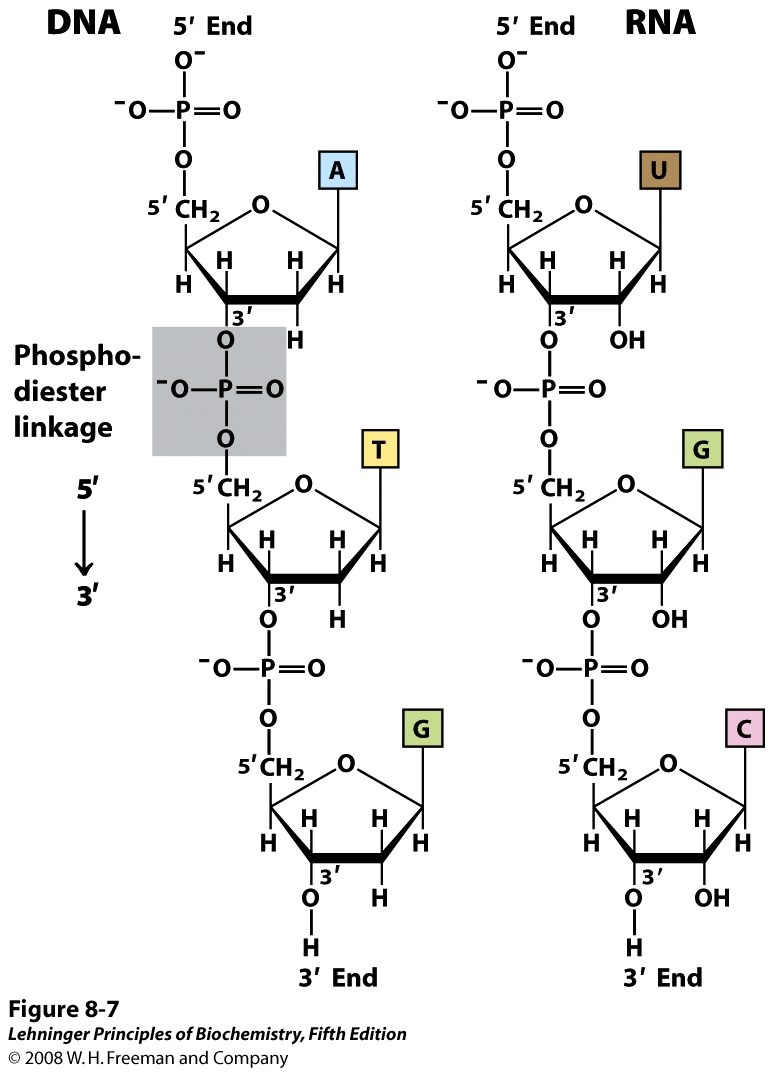 DNA 5′ End
O⁻
⁻O—P=O
O
A
5′ CH₂ O
H H
H H
3′
O H
Phospho-
diester
linkage
⁻O—P=O
O
T
5′ CH₂ O
5′
3′
H H
H H
3′
O H
⁻O—P=O
O
G
5′ CH₂ O
H H
H H
3′
O H
H
3′ End
5′ End RNA
O⁻
⁻O—P=O
O
U
5′ CH₂ O
H H
H H
3′
O OH
⁻O—P=O
O
G
5′ CH₂ O
H H
H H
3′
O OH
⁻O—P=O
O
C
5′ CH₂ O
H H
H H
3′
O OH
H
3′ End
Figure 8-7
Lehninger Principles of Biochemistry, Fifth Edition
© 2008 W. H. Freeman and Company